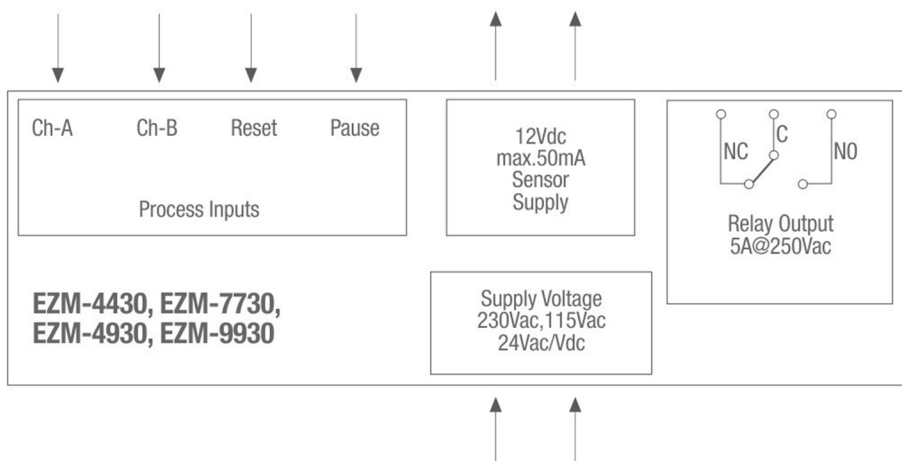 Ch-A Ch-B Reset Pause
Process Inputs
12Vdc
max.50mA
Sensor
Supply
NC C NO
Relay Output
5A@250Vac
EZM-4430, EZM-7730,
EZM-4930, EZM-9930
Supply Voltage
230Vac,115Vac
24Vac/Vdc